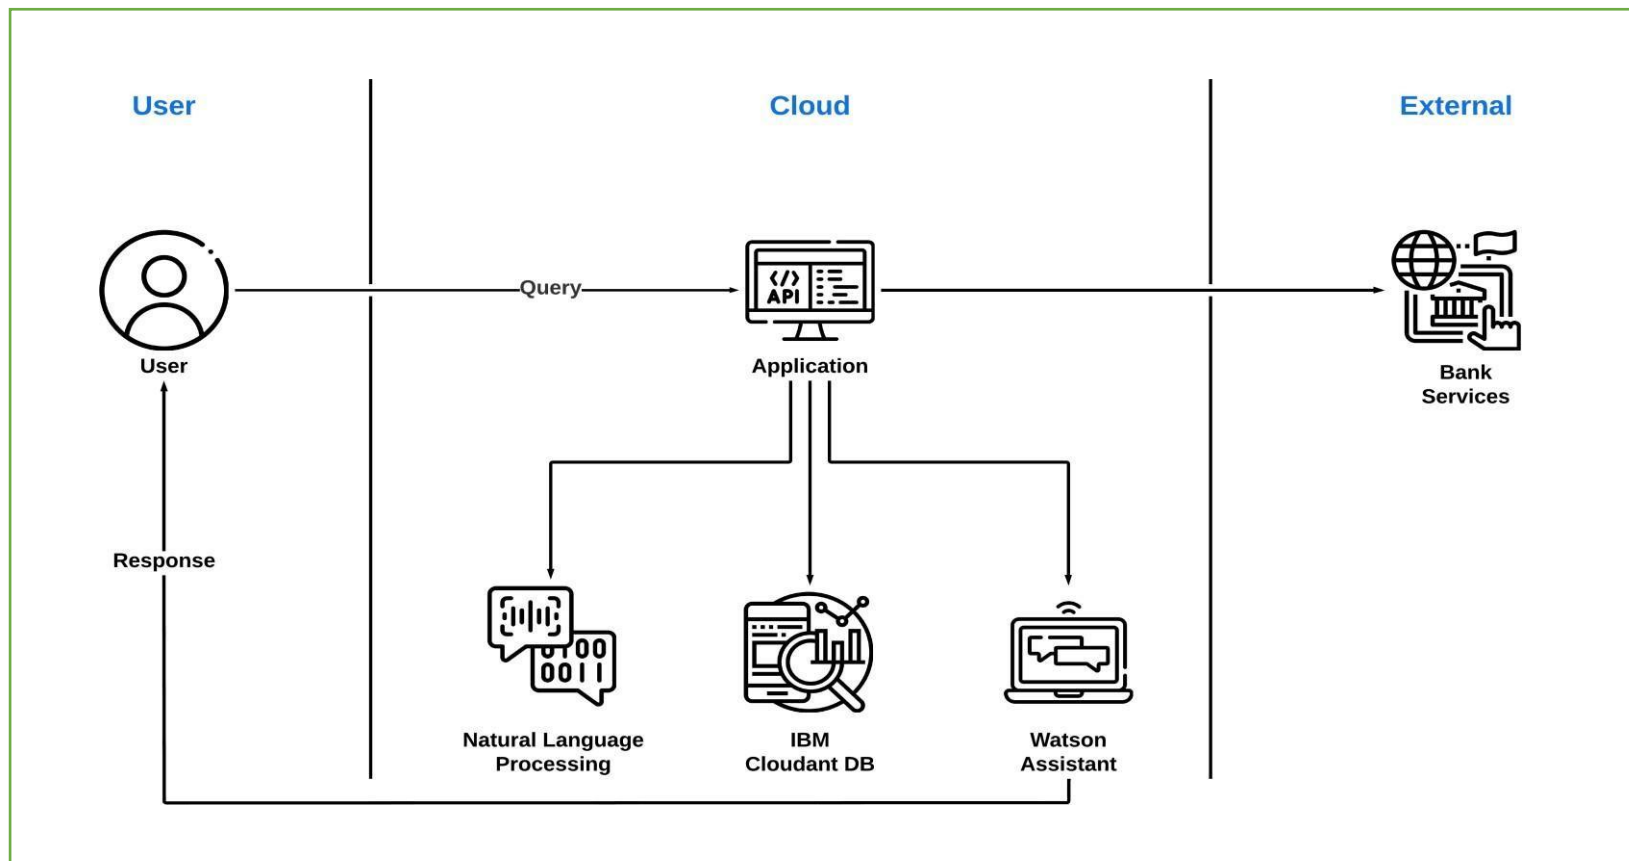 User
Cloud
External
Query
</>
API
User
Application
Bank
Services
Response
0100
0011
Natural Language
Processing
IBM
Cloudant DB
Watson
Assistant